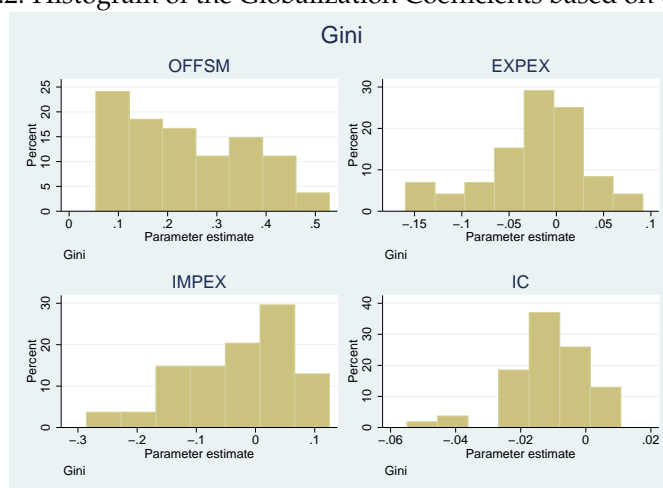 .2: Histogram of the Globalization Coefficients based on
Gini
OFFSM
Percent
0 5 10 15 20 25
0 .1 .2 .3 .4 .5
Parameter estimate
Gini
EXPEX
Percent
0 10 20 30
-.15 -.1 -.05 0 .05 .1
Parameter estimate
Gini
IMPEX
Percent
0 10 20 30
-.3 -.2 -.1 0 .1
Parameter estimate
Gini
IC
Percent
0 10 20 30 40
-.06 -.04 -.02 0 .02
Parameter estimate
Gini